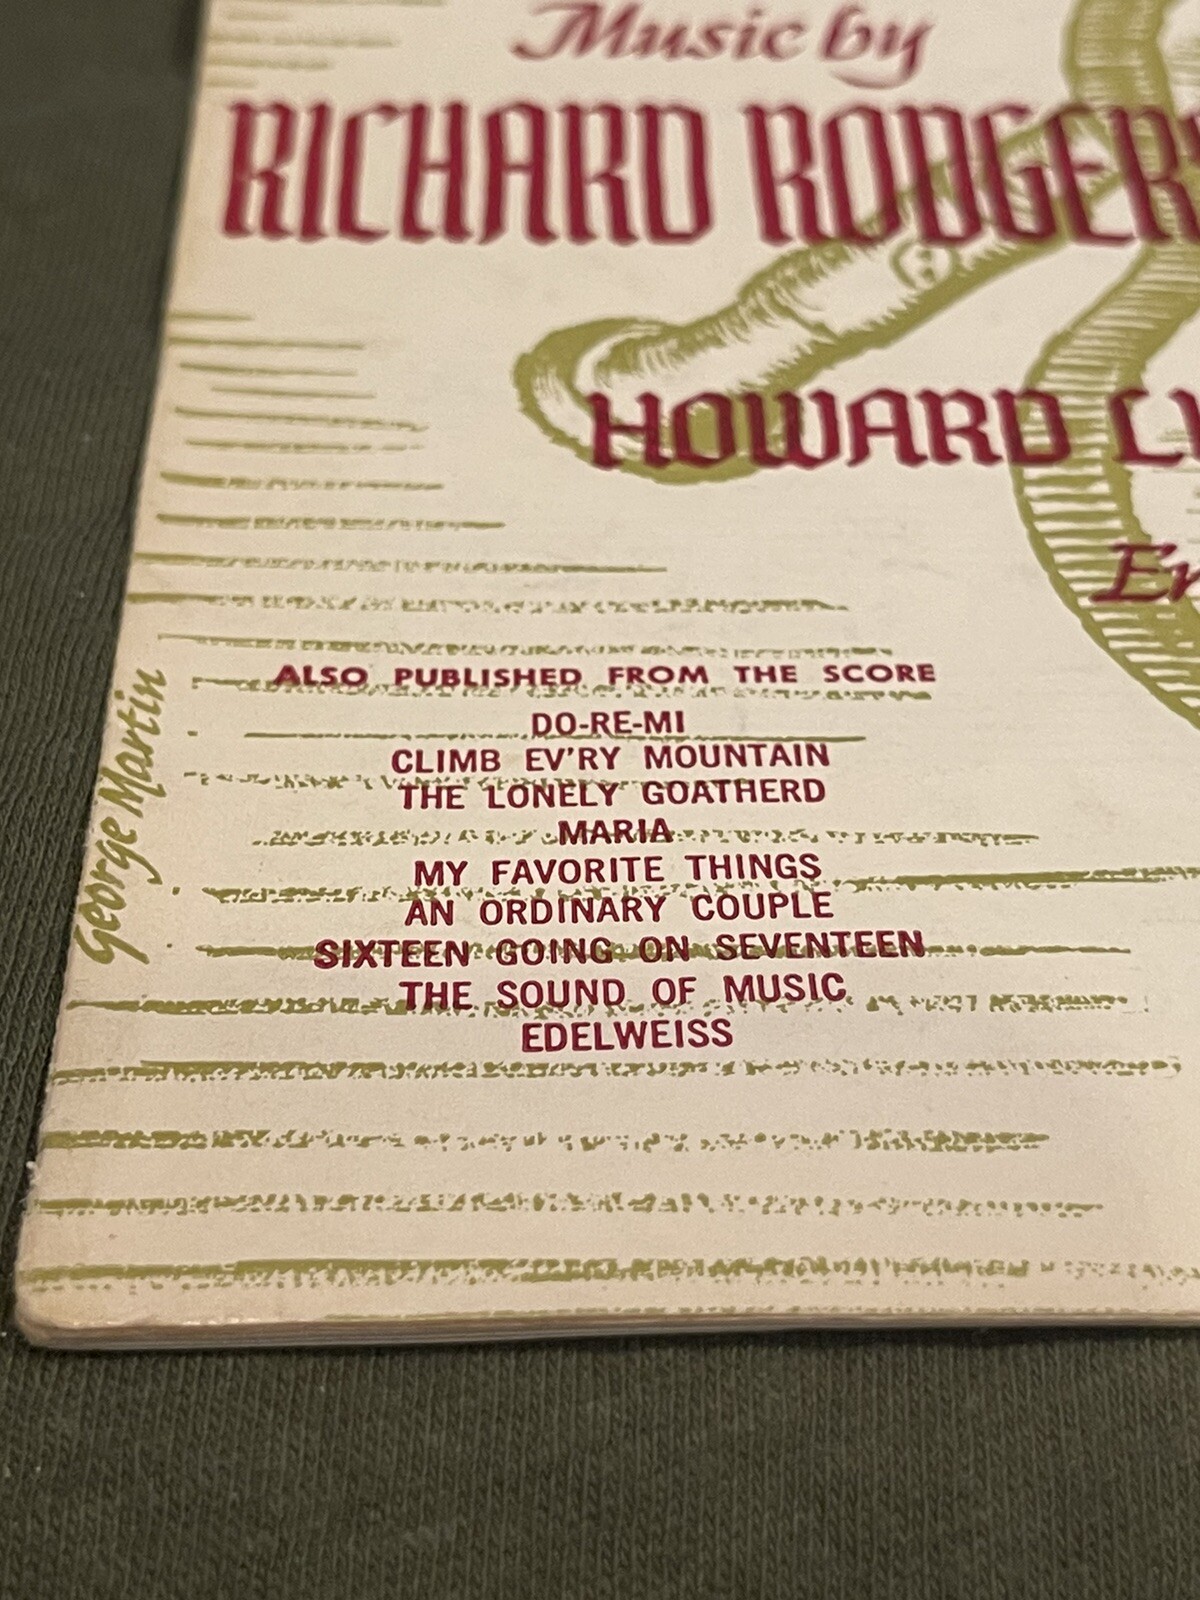 Music by
RICHARD RODGERS
HOWARD
ALSO PUBLISHED FROM THE SCORE
DO-RE-MI
CLIMB EV'RY MOUNTAIN
THE LONELY GOATHERD
MARIA
MY FAVORITE THINGS
AN ORDINARY COUPLE
SIXTEEN GOING ON SEVENTEEN
THE SOUND OF MUSIC
EDELWEISS
George Martin